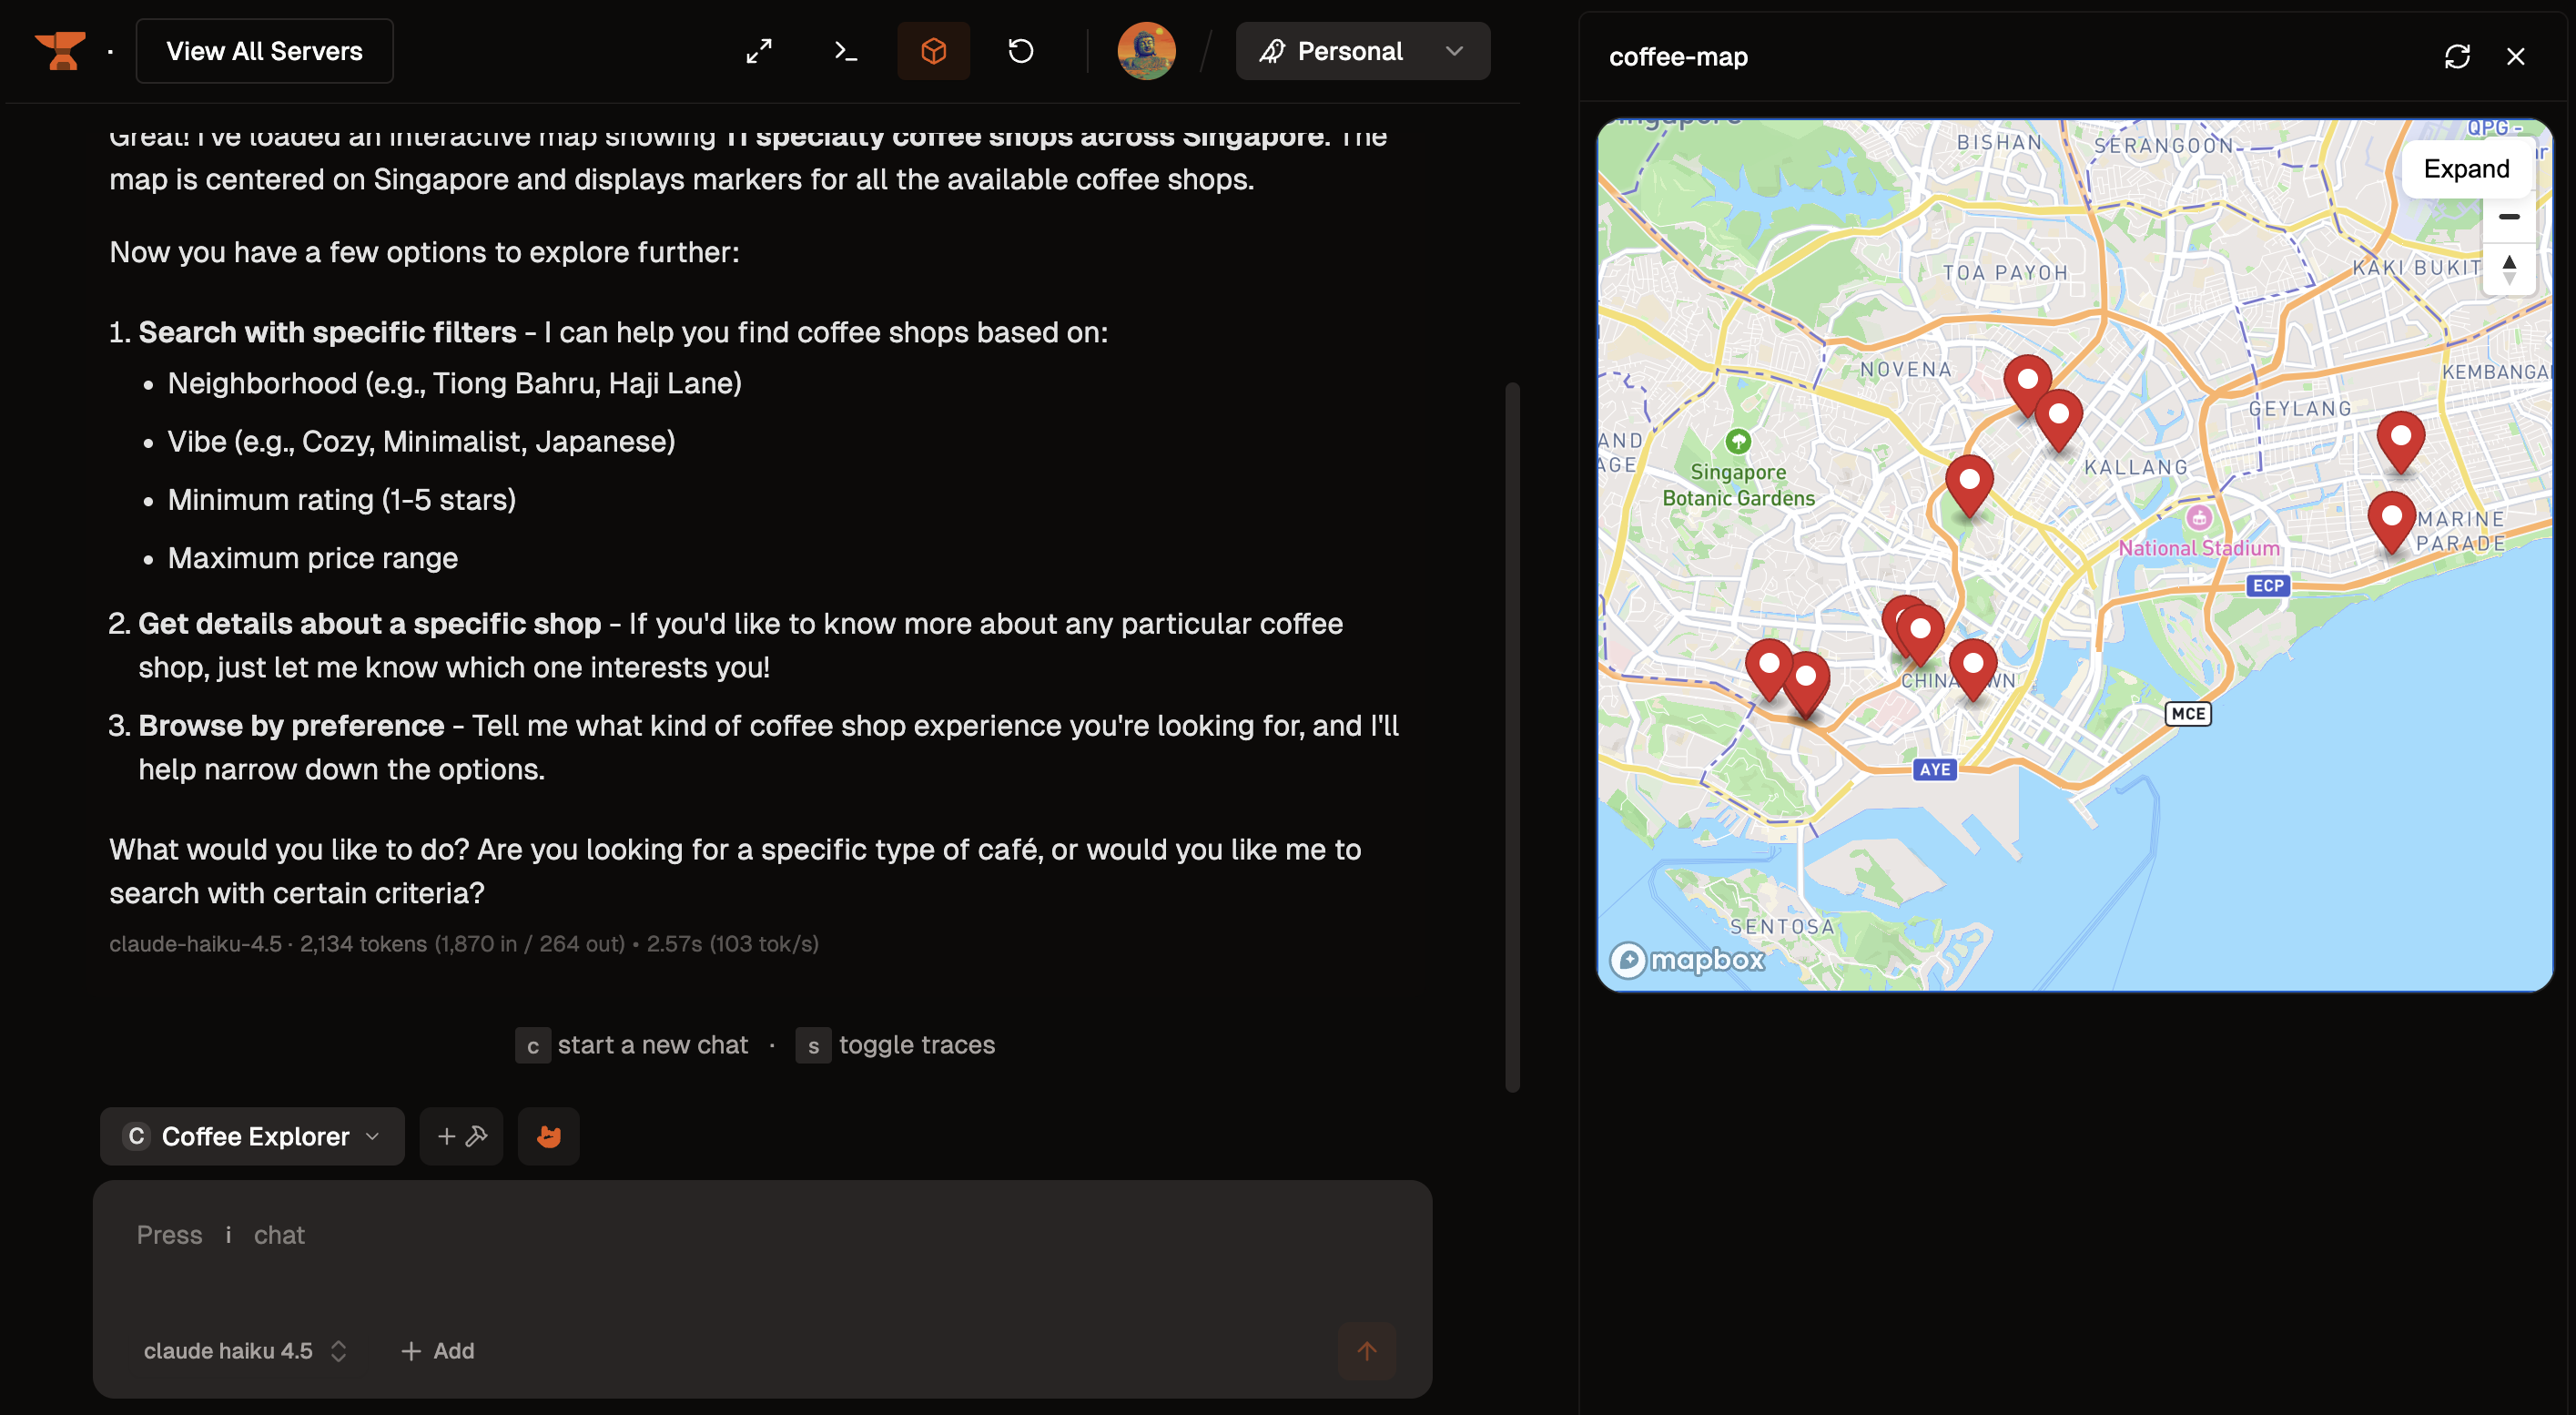 View All Servers
Personal
Great! I've loaded an interactive map showing 11 specialty coffee shops across Singapore. The
map is centered on Singapore and displays markers for all the available coffee shops.
Now you have a few options to explore further:
1. Search with specific filters - I can help you find coffee shops based on:
• Neighborhood (e.g., Tiong Bahru, Haji Lane)
• Vibe (e.g., Cozy, Minimalist, Japanese)
• Minimum rating (1-5 stars)
• Maximum price range
2. Get details about a specific shop - If you'd like to know more about any particular coffee
shop, just let me know which one interests you!
3. Browse by preference - Tell me what kind of coffee shop experience you're looking for, and I'll
help narrow down the options.
What would you like to do? Are you looking for a specific type of café, or would you like me to
search with certain criteria?
claude-haiku-4.5 · 2,134 tokens (1,870 in / 264 out) • 2.57s (103 tok/s)
c start a new chat · s toggle traces
C Coffee Explorer
Press i chat
claude haiku 4.5
+ Add
coffee-map
Singapore
BISHAN
SERANGOON
QPG -
Expand
TOA PAYOH
KAKI BUKIT
NOVENA
KEMBANGA
GEYLANG
AND
AGE
Singapore
Botanic Gardens
KALLANG
MARINE
PARADE
National Stadium
ECP
CHINA WN
MCE
AYE
SENTOSA
mapbox